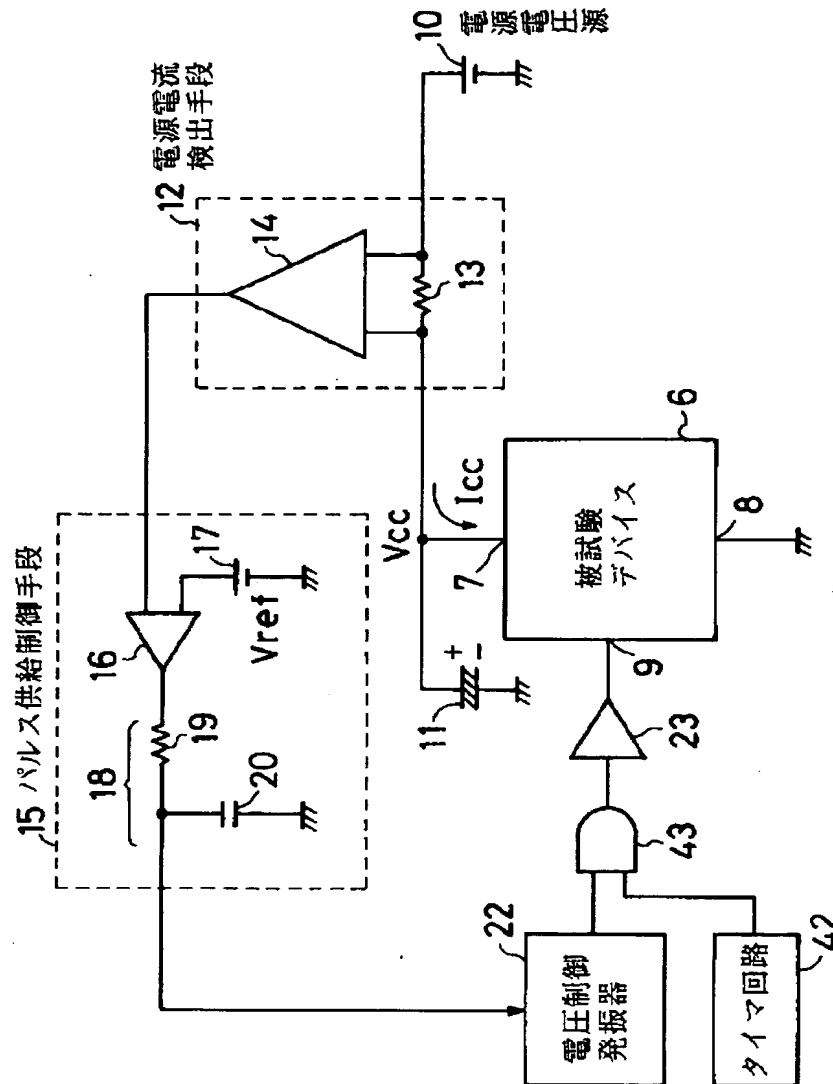 10
電源電圧源
12 電源電流
検出手段
14
13
15 パルス供給制御手段
16
17
Vref
18
19
20
Vcc
Icc
7
11
+
-
6
被試験
デバイス
8
9
23
43
22
電圧制御
発振器
タイマ回路
42